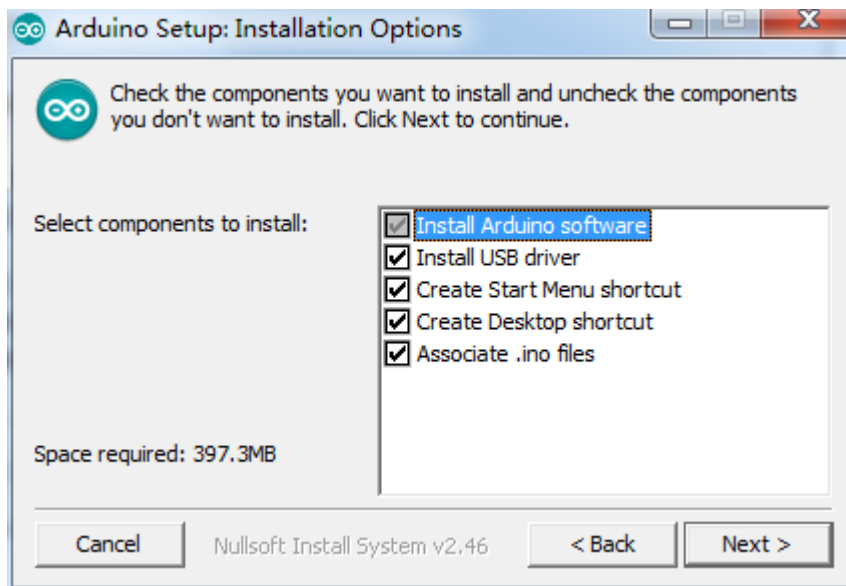 Arduino Setup: Installation Options
Check the components you want to install and uncheck the components
you don't want to install. Click Next to continue.
Select components to install:
Install Arduino software
Install USB driver
Create Start Menu shortcut
Create Desktop shortcut
Associate .ino files
Space required: 397.3MB
Cancel
Nullsoft Install System v2.46
< Back
Next >